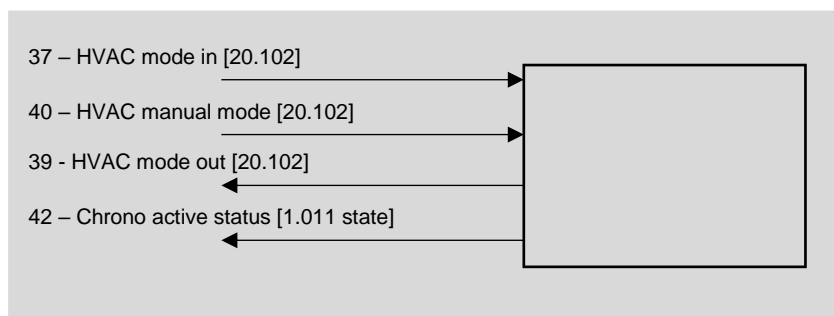 37 – HVAC mode in [20.102]
40 – HVAC manual mode [20.102]
39 - HVAC mode out [20.102]
42 – Chrono active status [1.011 state]